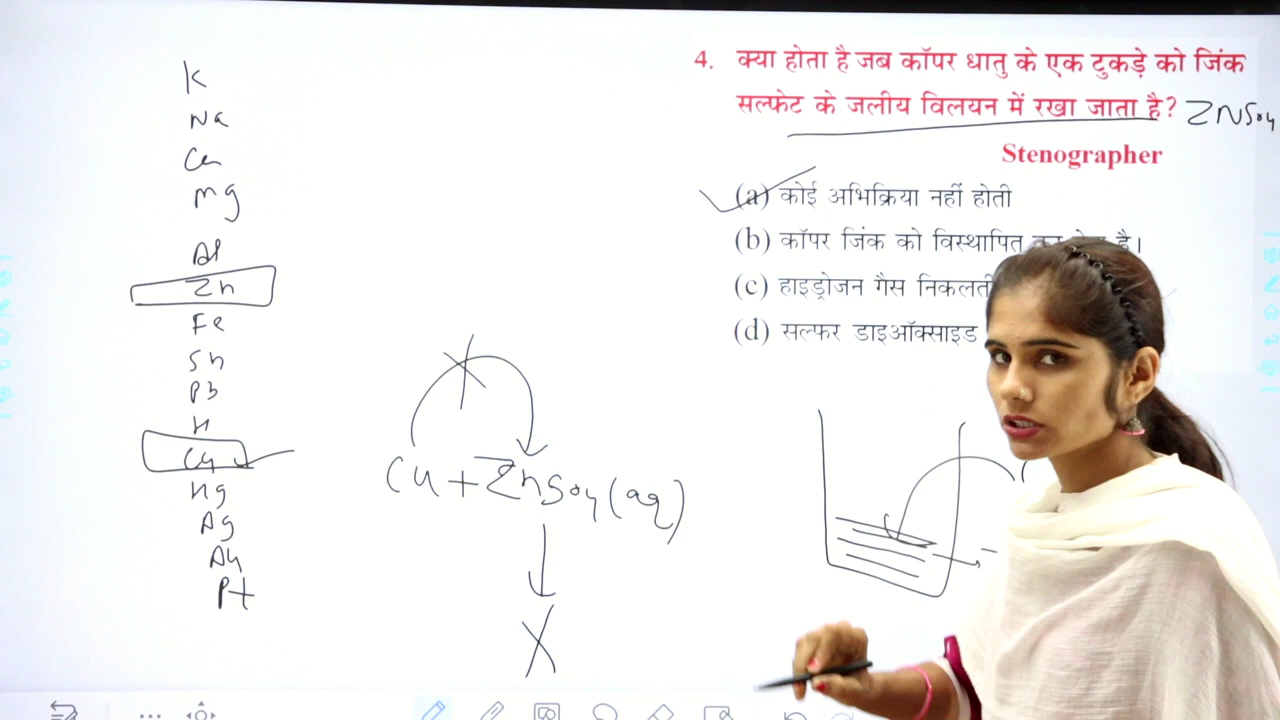 K
Na
Ca
Mg
Al
Zn
Fe
Sn
Pb
H
Cu
Hg
Ag
Au
Pt
Cu + ZnSO4 (aq)
X
4. क्या होता है जब कॉपर धातु के एक टुकड़े को जिंक
सल्फेट के जलीय विलयन में रखा जाता है? ZNSO4
Stenographer
(a) कोई अभिक्रिया नहीं होती
(b) कॉपर जिंक को विस्थापित है।
(c) हाइड्रोजन गैस निकलती
(d) सल्फर डाइऑक्साइड